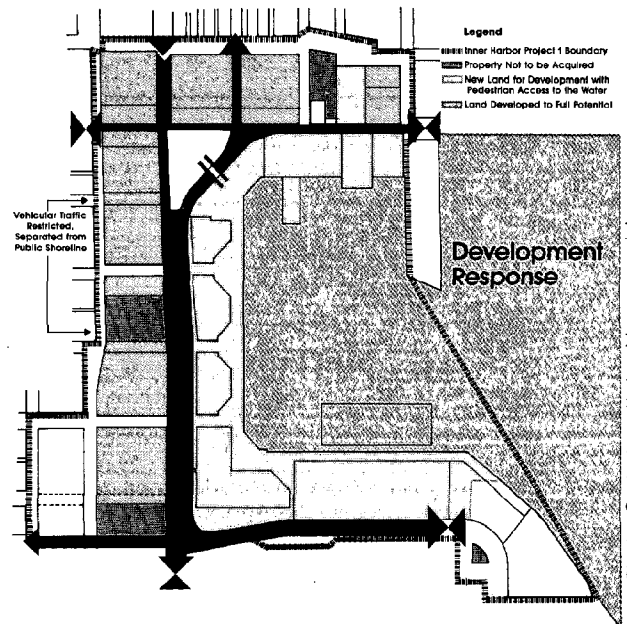 Legend
Inner Harbor Project 1 Boundary
Property Not to be Acquired
New Land for Development with
Pedestrian Access to the Water
Land Developed to Full Potential
Vehicular Traffic
Restricted,
Separated from
Public Shoreline
Development
Response